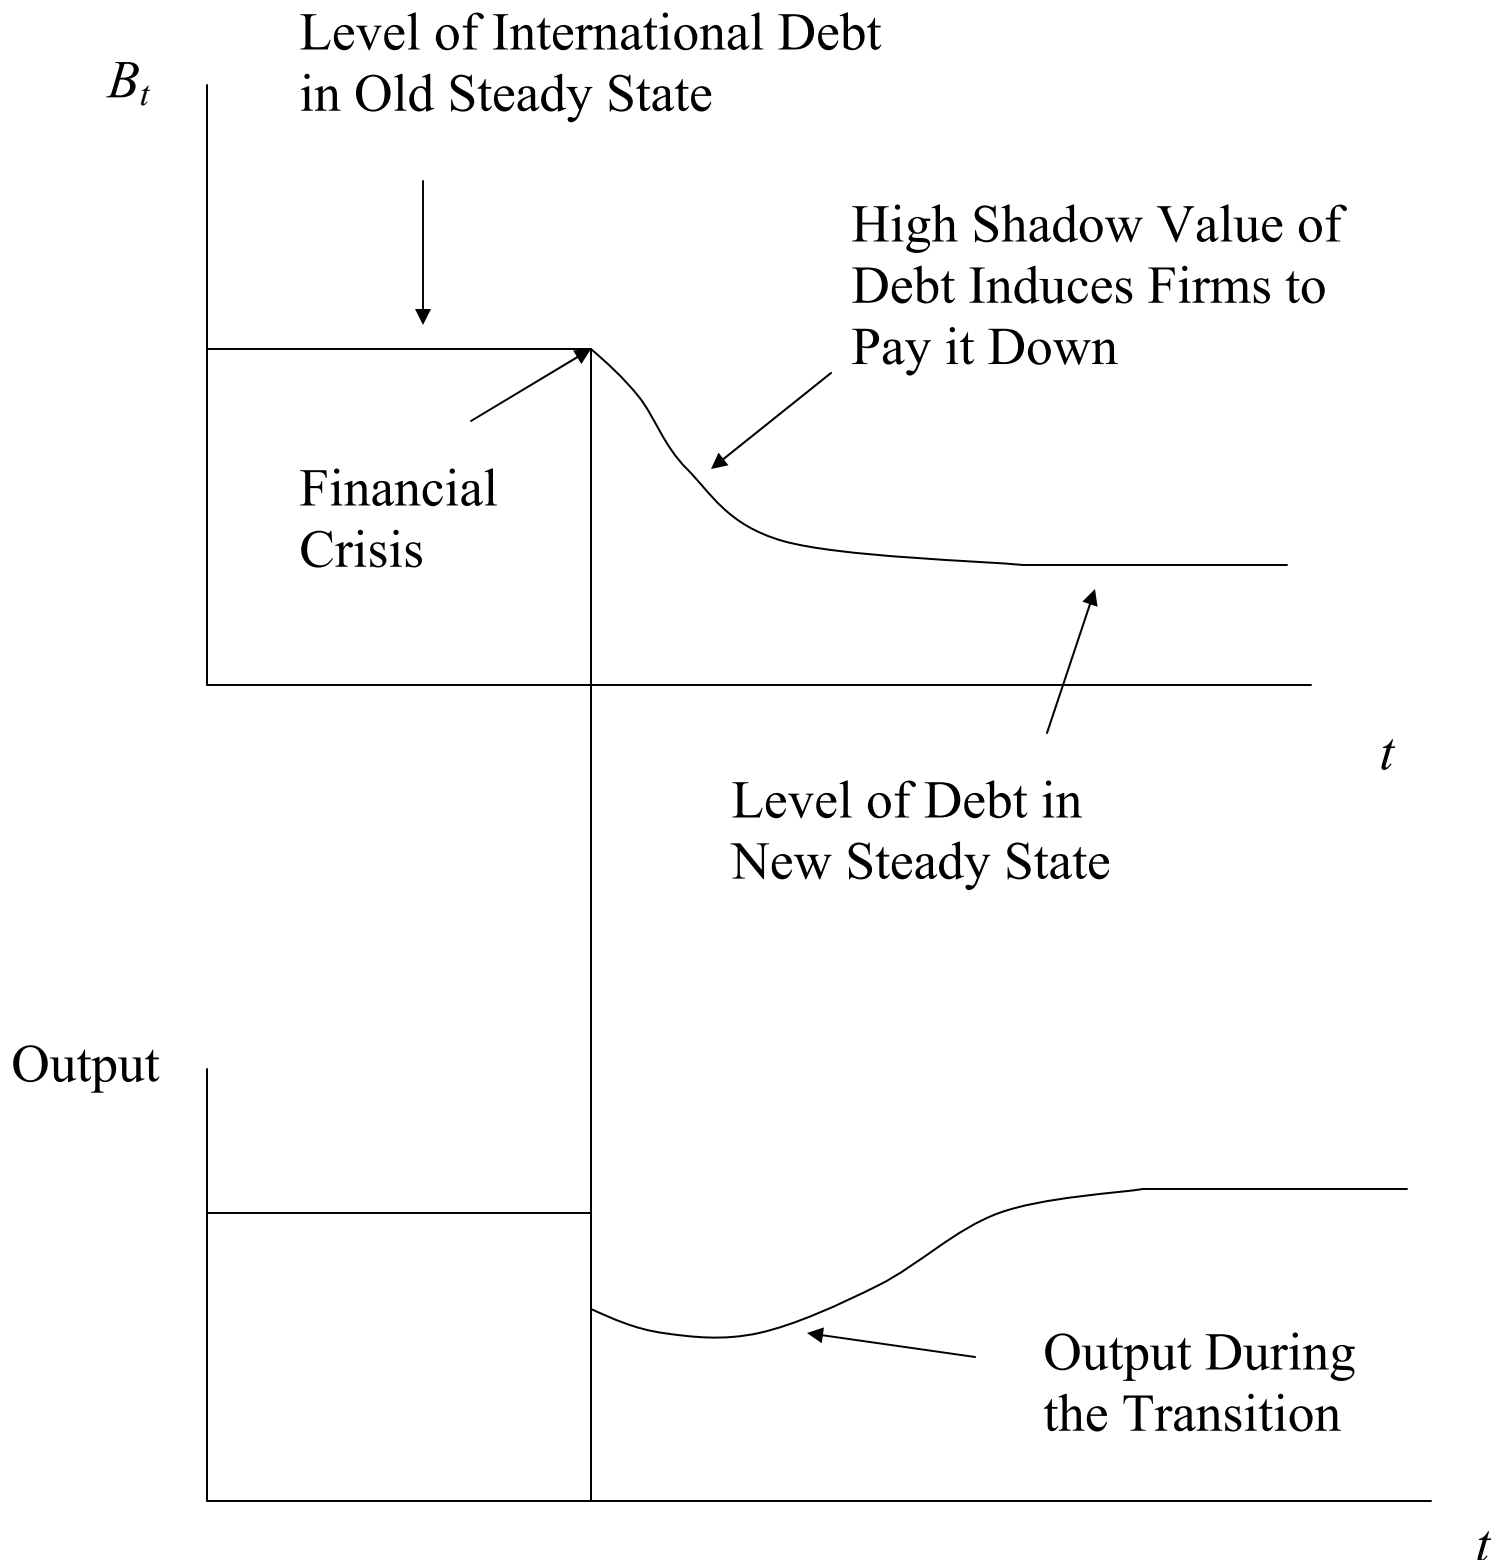 Level of International Debt
in Old Steady State
Bₜ
High Shadow Value of
Debt Induces Firms to
Pay it Down
Financial
Crisis
t
Level of Debt in
New Steady State
Output
Output During
the Transition
t